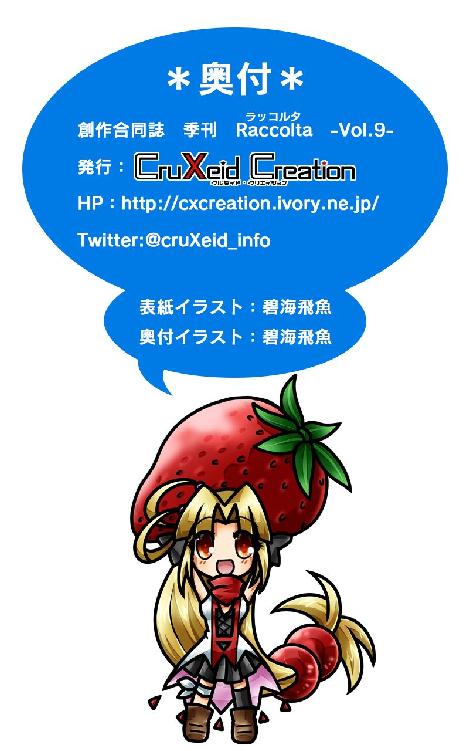 ＊奥付＊
ラッコルタ
創作合同誌　季刊　Raccolta　-Vol.9-
発行：CruXeid Creation
クルセイド・クリエイション
HP：http://cxcreation.ivory.ne.jp/
Twitter:@cruXeid_info
表紙イラスト：碧海飛魚
奥付イラスト：碧海飛魚